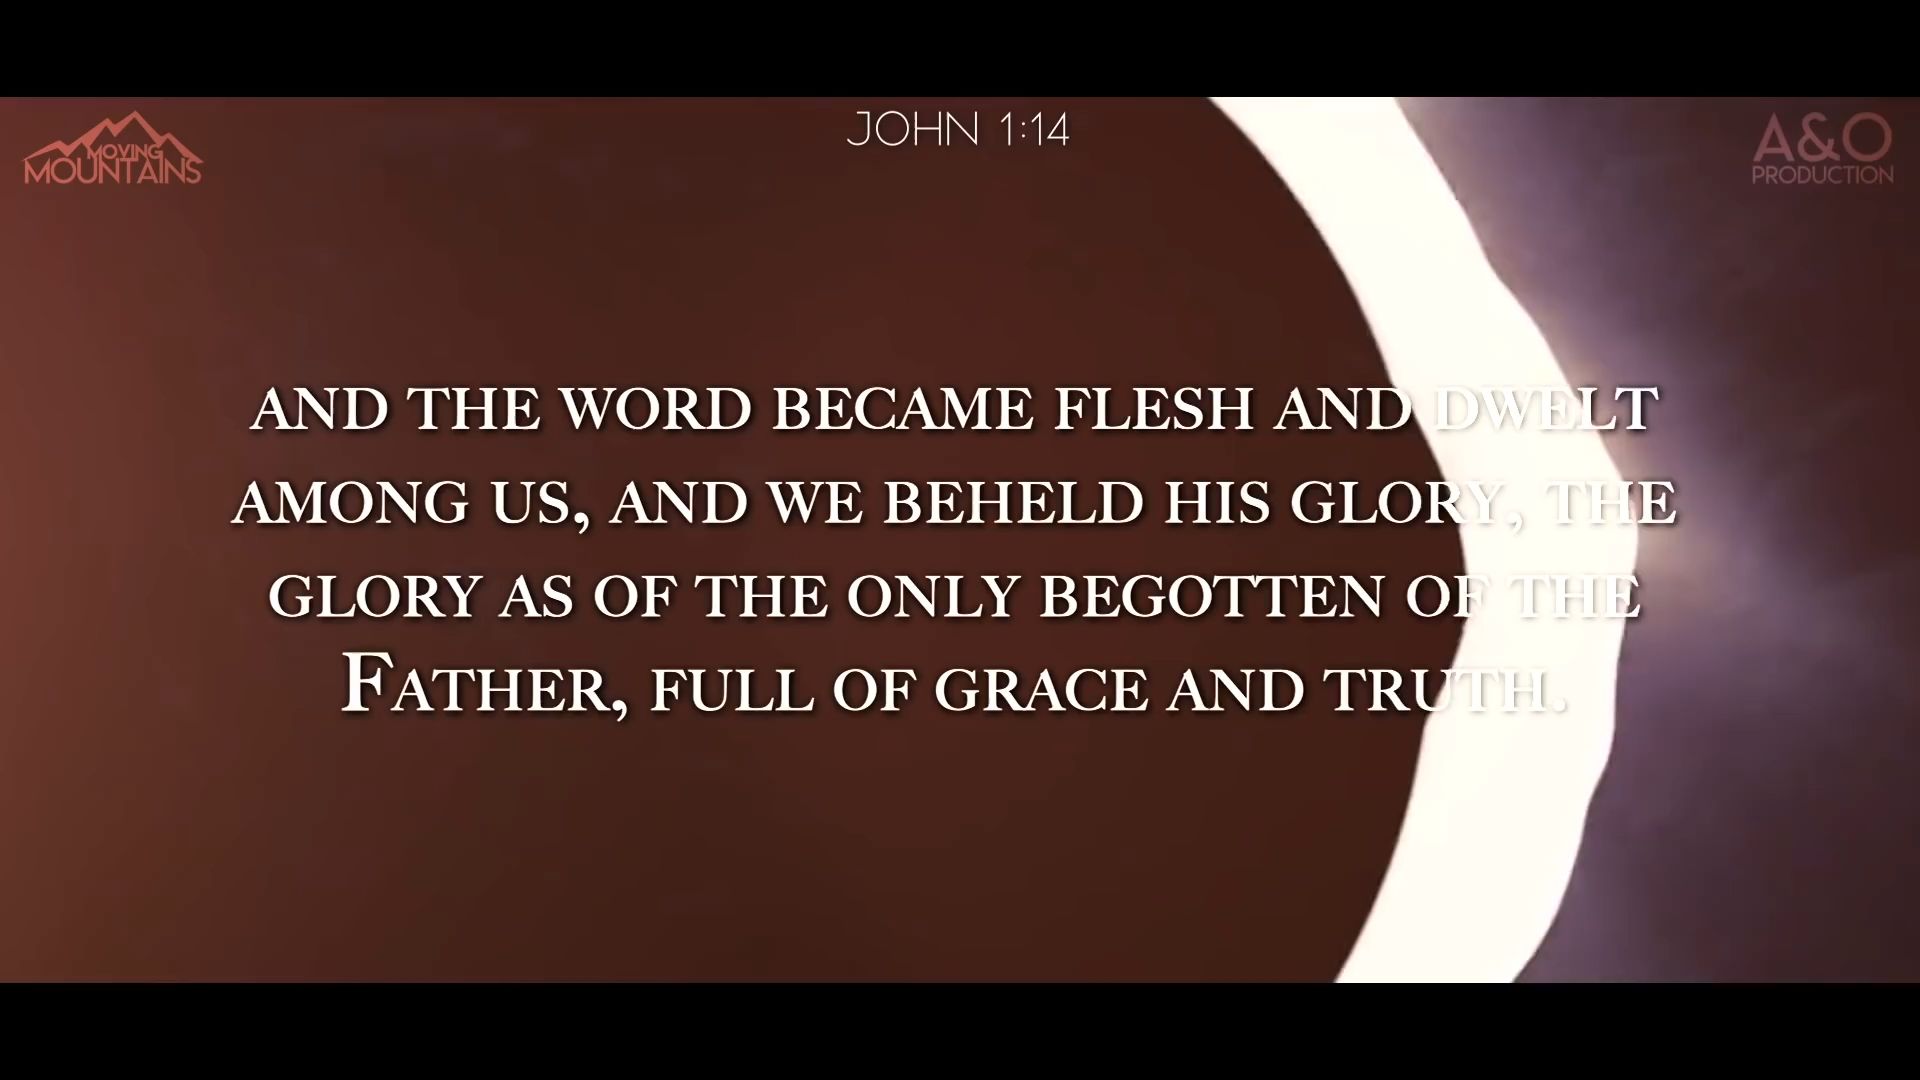 JOHN 1:14
MOVING
MOUNTAINS
A&O
PRODUCTION
AND THE WORD BECAME FLESH AND DWELT
AMONG US, AND WE BEHELD HIS GLORY, THE
GLORY AS OF THE ONLY BEGOTTEN OF THE
FATHER, FULL OF GRACE AND TRUTH.